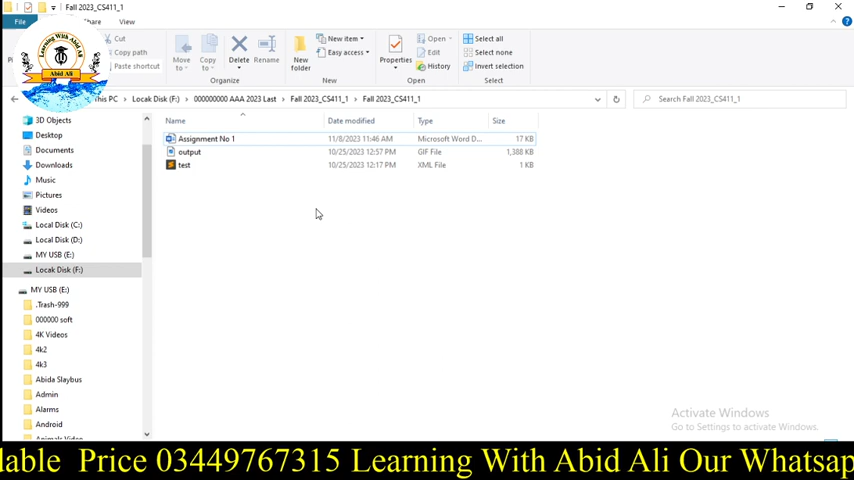 Fall 2023_CS411_1
File
Share
View
Cut
Copy path
Paste shortcut
Move to
Copy to
Delete
Rename
New folder
New item
Easy access
Properties
Open
Edit
History
Select all
Select none
Invert selection
Organize
New
Open
Select
Learning With Abid Ali
Abid Ali
This PC > Locak Disk (F:) > 000000000 AAA 2023 Last > Fall 2023_CS411_1 > Fall 2023_CS411_1
Search Fall 2023_CS411_1
Name Date modified Type Size
Assignment No 1 11/8/2023 11:46 AM Microsoft Word D... 17 KB
output 10/25/2023 12:57 PM GIF File 1,388 KB
test 10/25/2023 12:17 PM XML File 1 KB
3D Objects
Desktop
Documents
Downloads
Music
Pictures
Videos
Local Disk (C:)
Local Disk (D:)
MY USB (E:)
Locak Disk (F:)
MY USB (E:)
.Trash-999
000000 soft
4K Videos
4k2
4k3
Abida Slaybus
Admin
Alarms
Android
Animals Video
Activate Windows
Go to Settings to activate Windows.
lable Price 03449767315 Learning With Abid Ali Our Whatsap